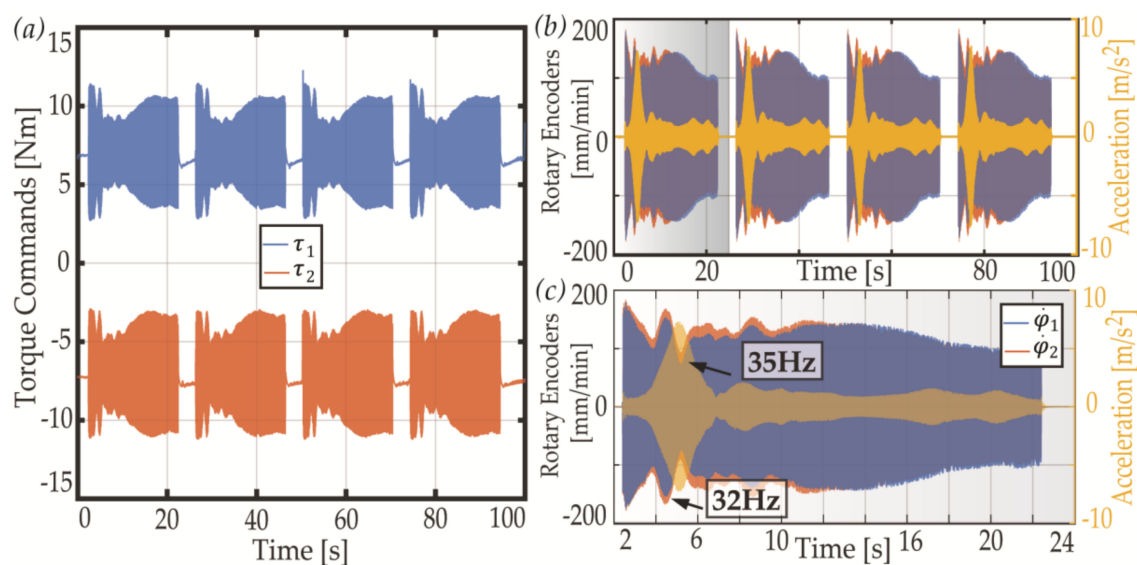 (a)
15
10
5
0
-5
-10
-15
Torque Commands [Nm]
τ1
τ2
0 20 40 60 80 100
Time [s]
(b)
200
0
-200
Rotary Encoders
[mm/min]
10
0
-10
Acceleration [m/s²]
0 20 Time [s] 60 80 100
(c)
200
0
-200
Rotary Encoders
[mm/min]
35Hz
32Hz
φ̇1
φ̇2
10
0
-10
Acceleration [m/s²]
2 6 10 Time [s] 16 20 24